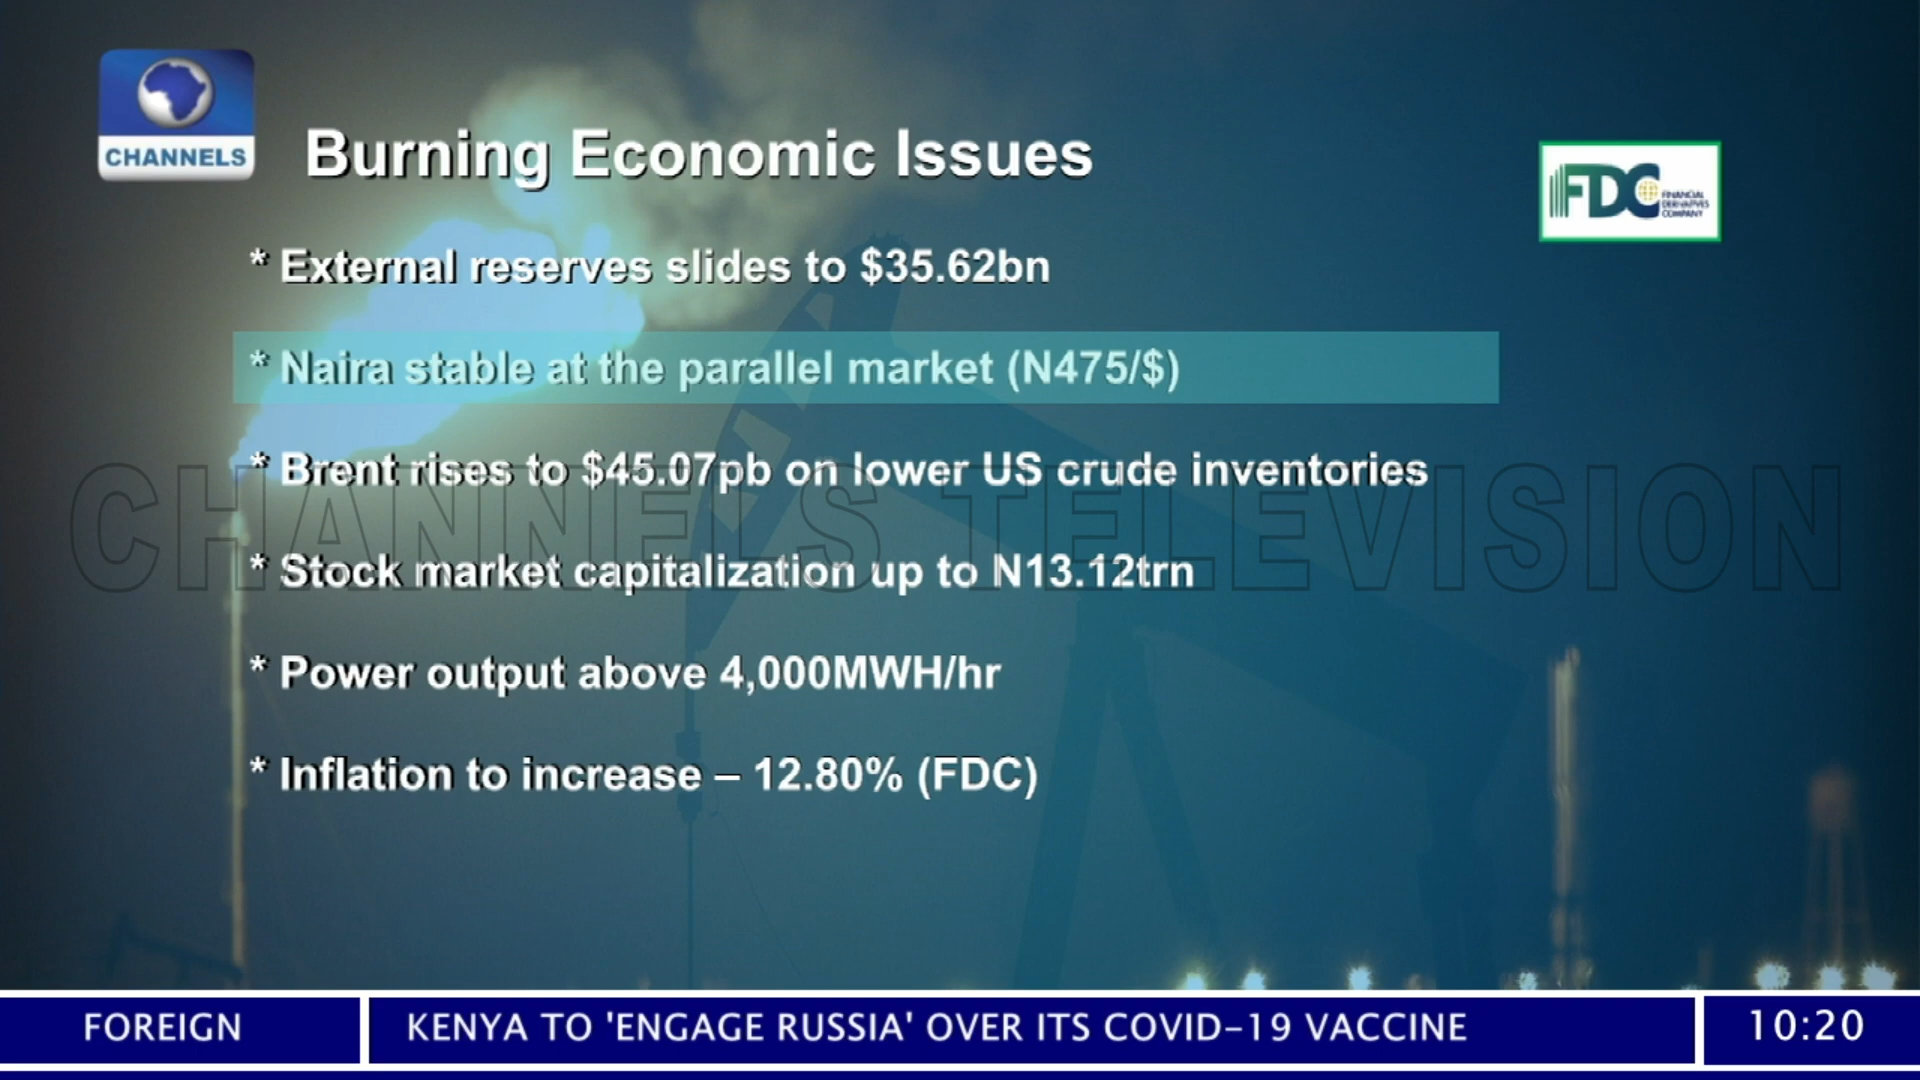 CHANNELS
Burning Economic Issues
FDC FINANCIAL
DERIVATIVES
COMPANY
* External reserves slides to $35.62bn
* Naira stable at the parallel market (N475/$)
* Brent rises to $45.07pb on lower US crude inventories
CHANNELS TELEVISION
* Stock market capitalization up to N13.12trn
* Power output above 4,000MWH/hr
* Inflation to increase – 12.80% (FDC)
FOREIGN
KENYA TO 'ENGAGE RUSSIA' OVER ITS COVID-19 VACCINE
10:20